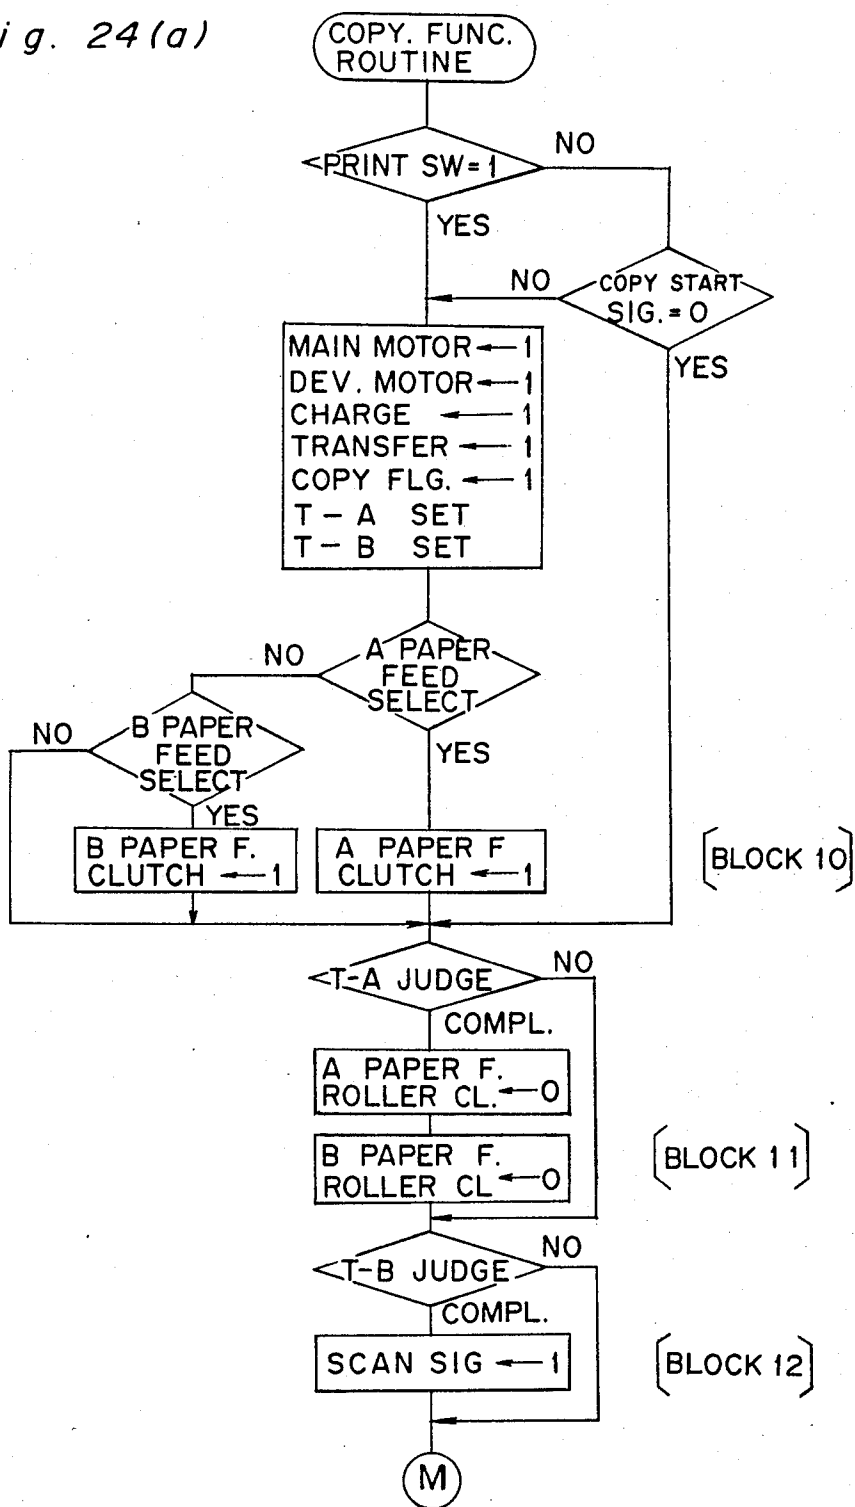 ig. 24(a)
COPY. FUNC.
ROUTINE
PRINT SW=1
NO
YES
NO
COPY START
SIG.=0
YES
MAIN MOTOR←1
DEV. MOTOR←1
CHARGE ←1
TRANSFER←1
COPY FLG.←1
T-A SET
T-B SET
NO
A PAPER
FEED
SELECT
YES
NO
B PAPER
FEED
SELECT
YES
B PAPER F.
CLUTCH ←1
A PAPER F
CLUTCH ←1
[BLOCK 10]
T-A JUDGE
NO
COMPL.
A PAPER F.
ROLLER CL.←0
B PAPER F.
ROLLER CL ←0
[BLOCK 11]
T-B JUDGE
NO
COMPL.
SCAN SIG ←1
[BLOCK 12]
M